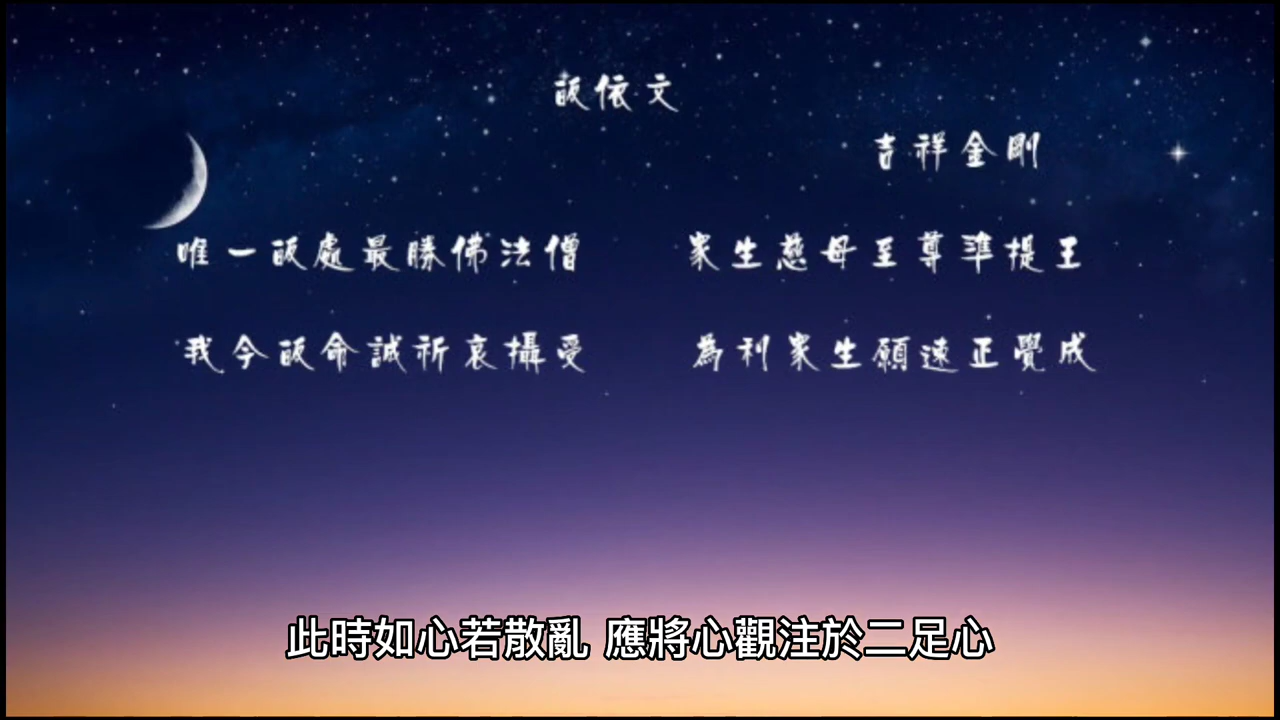 皈依文
吉祥金剛
唯一皈處最勝佛法僧 眾生慈母至尊準提王
我今皈命誠祈哀攝受 為利眾生願速正覺成
此時如心若散亂 應將心觀注於二足心